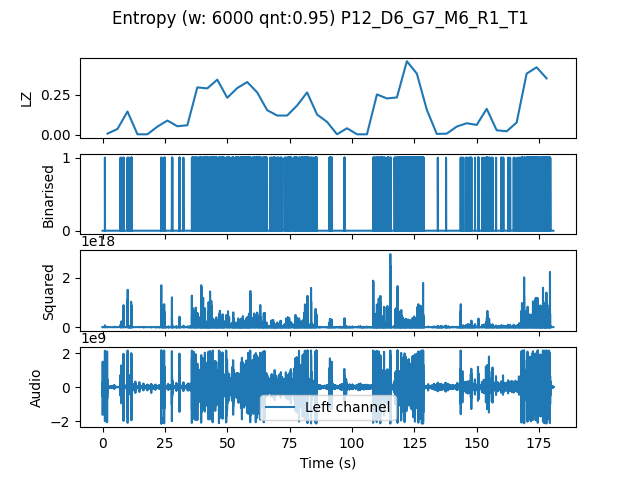 Entropy (w: 6000 qnt:0.95) P12_D6_G7_M6_R1_T1
LZ
0.25
0.00
Binarised
1
0
1e18
Squared
2
0
1e9
Audio
2
0
−2
Left channel
0 25 50 75 100 125 150 175
Time (s)